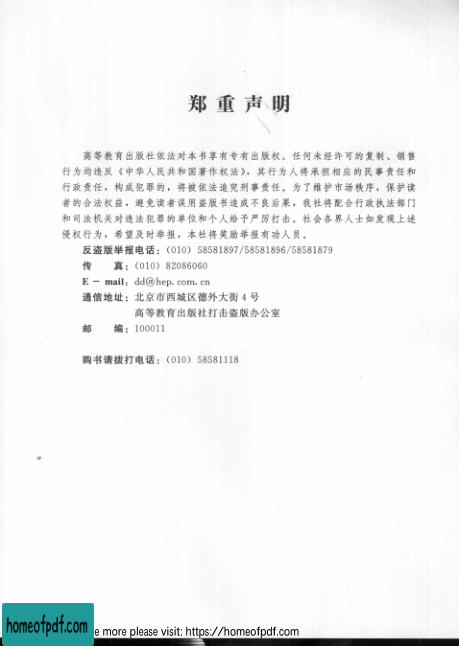 郑重声明
高等教育出版社依法对本书享有专有出版权。任何未经许可的复制、销售
行为均违反《中华人民共和国著作权法》，其行为人将承担相应的民事责任和
行政责任，构成犯罪的，将被依法追究刑事责任。为了维护市场秩序，保护读
者的合法权益，避免读者误用盗版书造成不良后果，我社将配合行政执法部门
和司法机关对违法犯罪的单位和个人给予严厉打击。社会各界人士如发现上述
侵权行为，希望及时举报，本社将奖励举报有功人员。
反盗版举报电话：(010) 58581897/58581896/58581879
传　　真：(010) 82086060
E - mail：dd@hep.com.cn
通信地址：北京市西城区德外大街 4 号
高等教育出版社打击盗版办公室
邮　　编：100011
购书请拨打电话：(010) 58581118
homeofpdf.com
e more please visit: https://homeofpdf.com